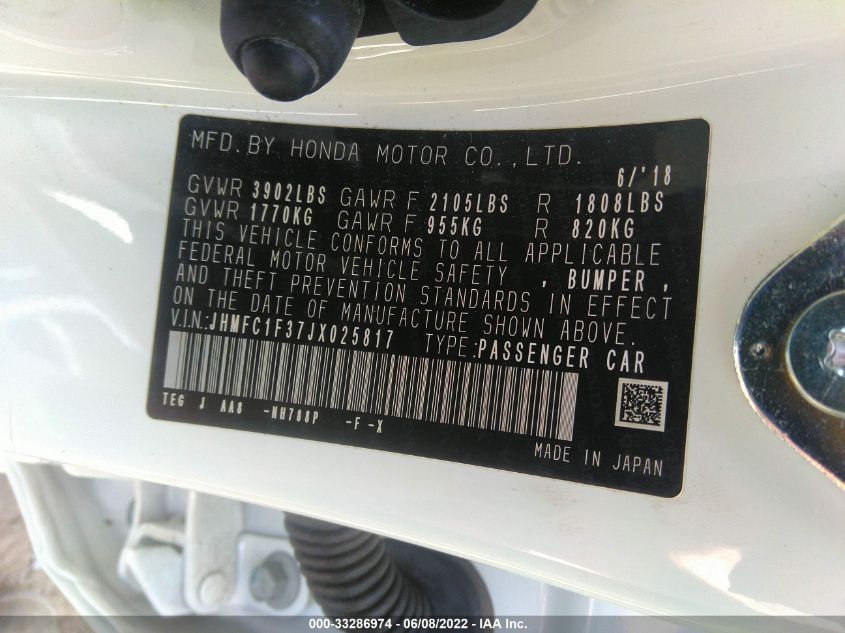 MFD. BY HONDA MOTOR CO.,LTD. 6/'18
GVWR 3902LBS GAWR F 2105LBS R 1808LBS
GVWR 1770KG GAWR F 955KG R 820KG
THIS VEHICLE CONFORMS TO ALL APPLICABLE
FEDERAL MOTOR VEHICLE SAFETY , BUMPER ,
AND THEFT PREVENTION STANDARDS IN EFFECT
ON THE DATE OF MANUFACTURE SHOWN ABOVE.
V.I.N.:JHMFC1F37JX025817 TYPE:PASSENGER CAR
TEG J AA8 -NH788P -F -X
MADE IN JAPAN
000-33286974 - 06/08/2022 - IAA Inc.